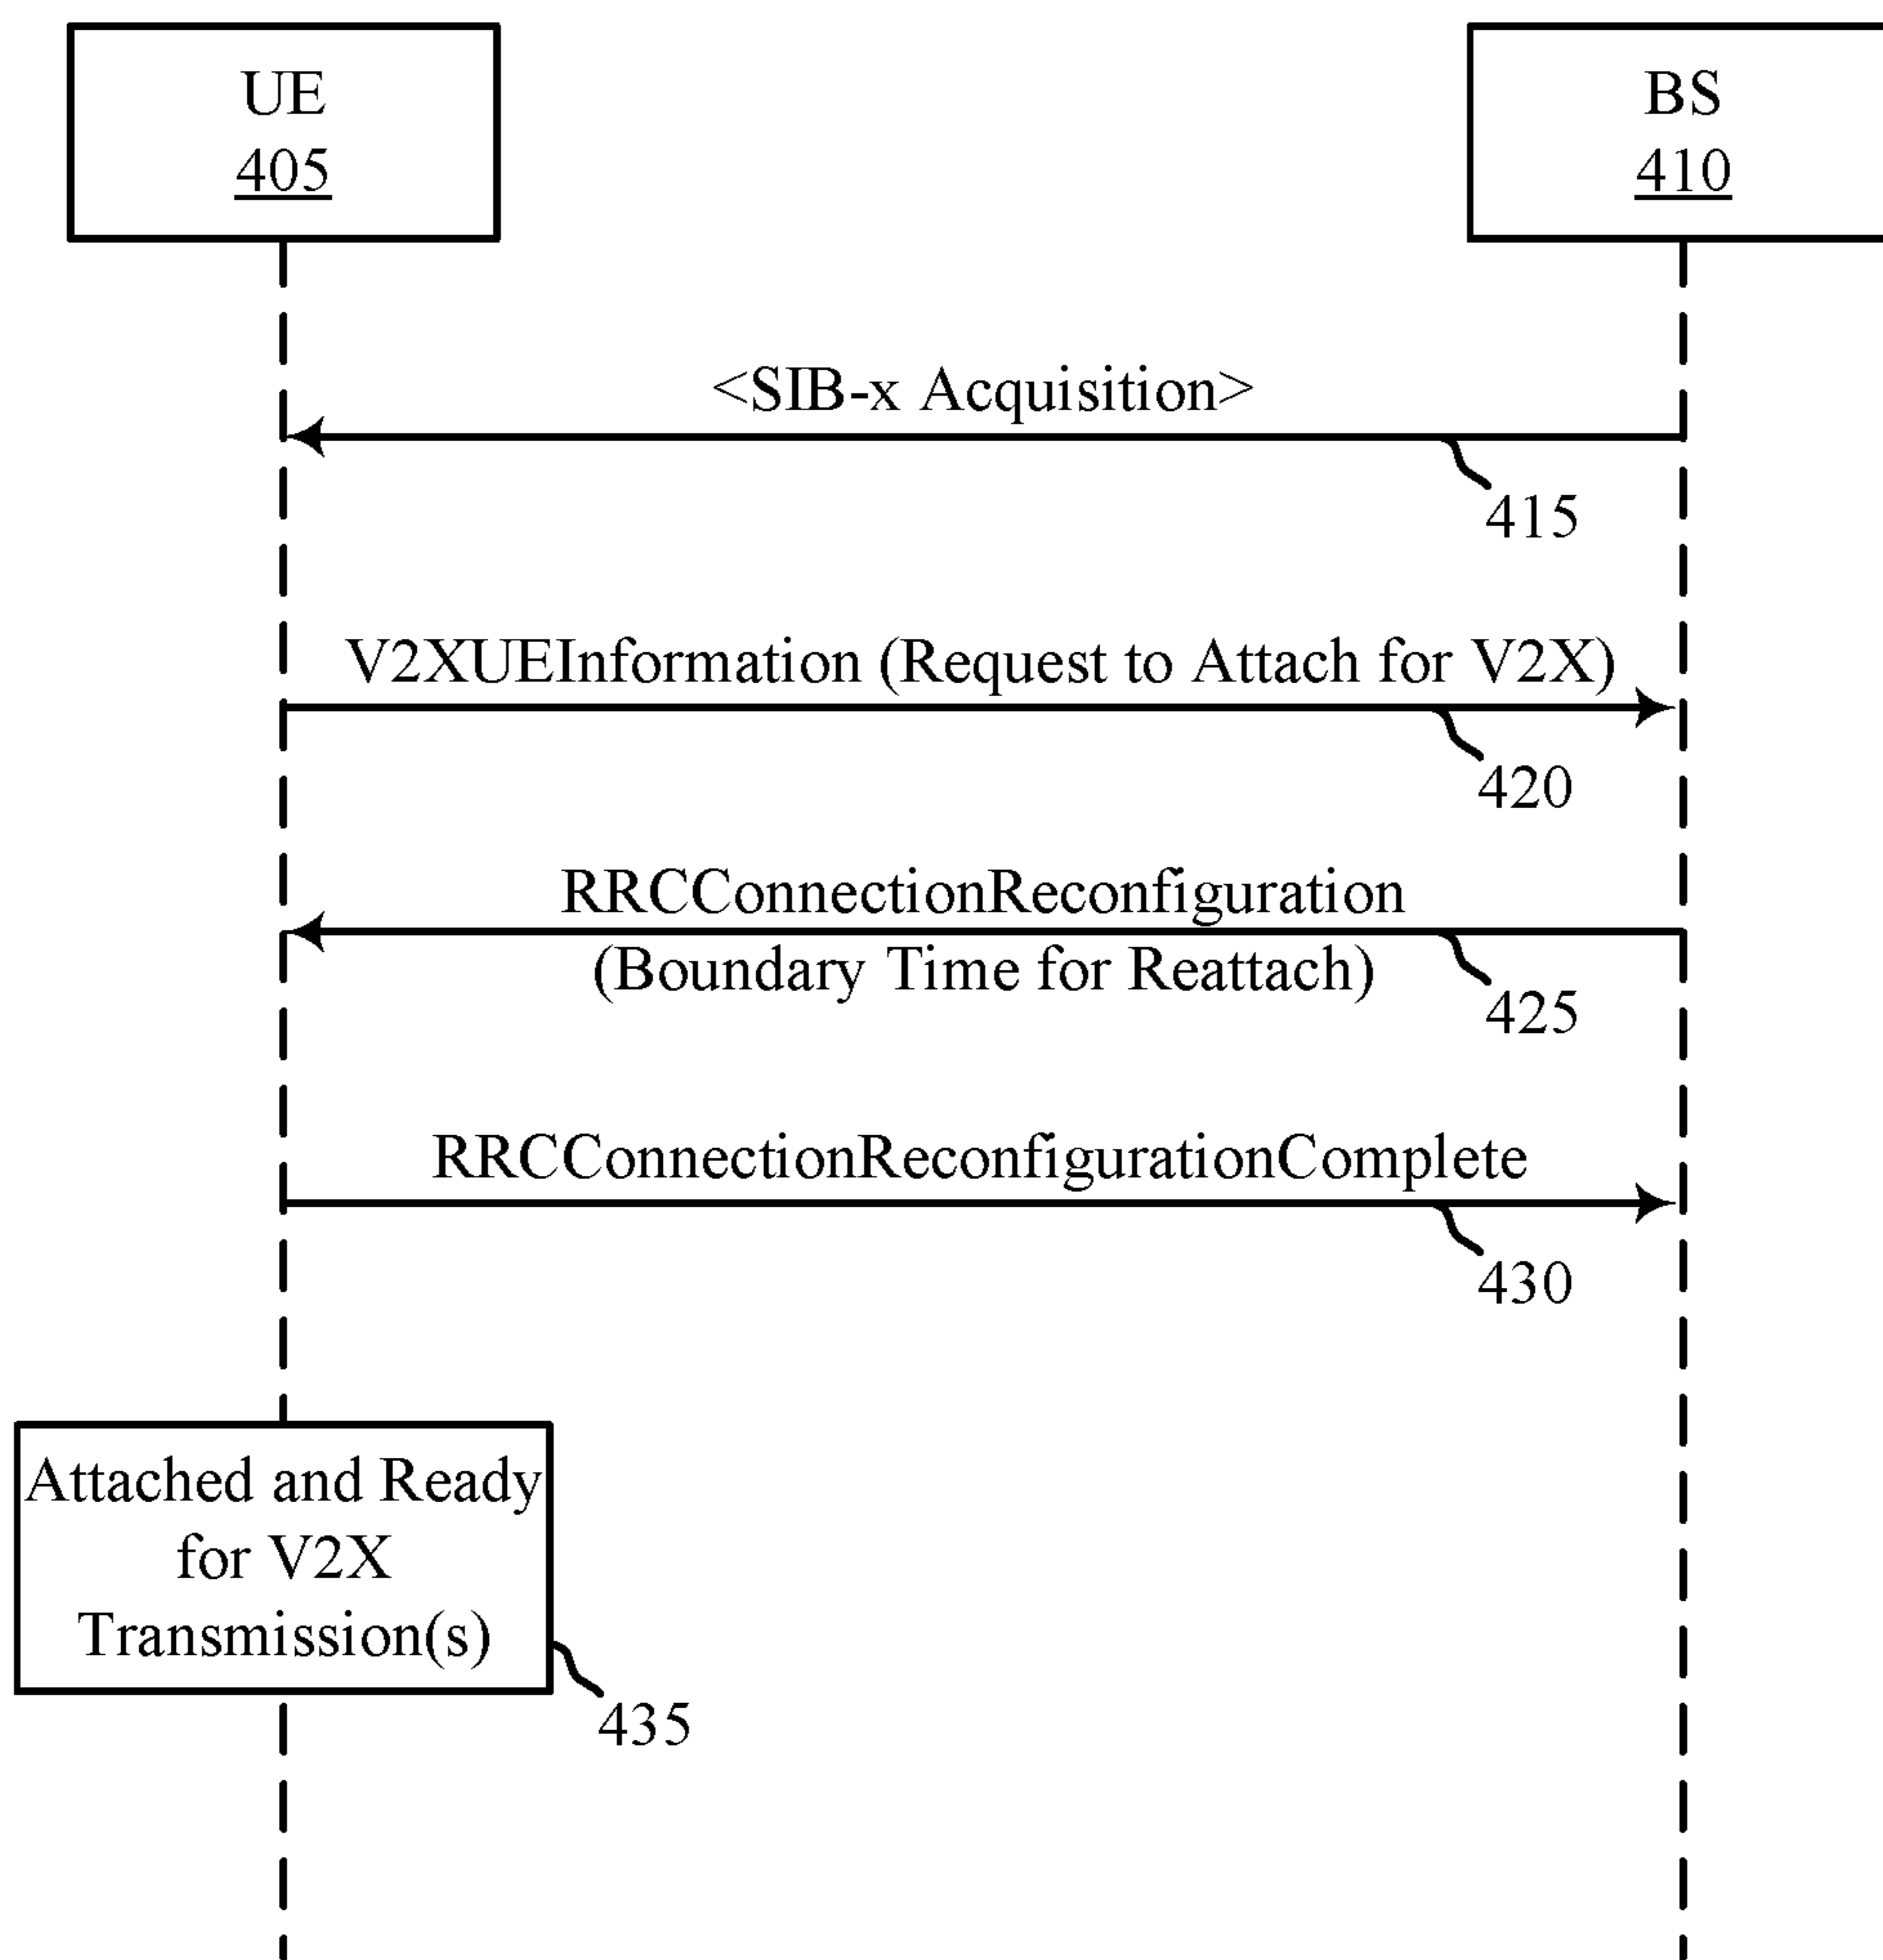 UE
405
BS
410
<SIB-x Acquisition>
415
V2XUEInformation (Request to Attach for V2X)
420
RRCConnectionReconfiguration
(Boundary Time for Reattach)
425
RRCConnectionReconfigurationComplete
430
Attached and Ready
for V2X
Transmission(s)
435